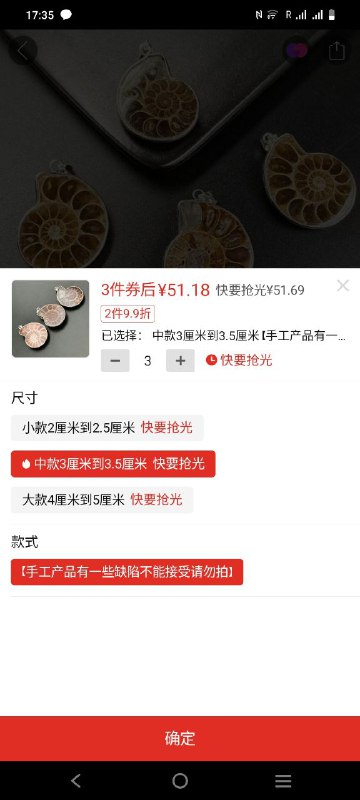 17:35
R
3件券后¥51.18 快要抢光¥51.69
2件9.9折
已选择： 中款3厘米到3.5厘米【手工产品有一...
3
快要抢光
尺寸
小款2厘米到2.5厘米 快要抢光
中款3厘米到3.5厘米 快要抢光
大款4厘米到5厘米 快要抢光
款式
【手工产品有一些缺陷不能接受请勿拍】
确定